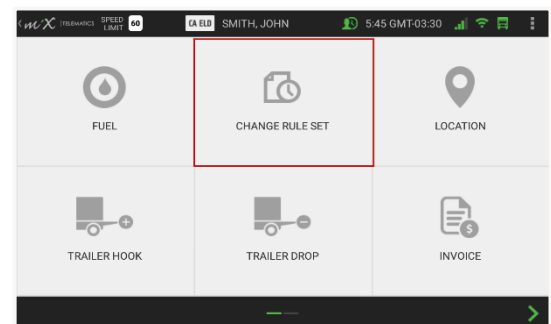 mix TELEMATICS SPEED LIMIT 60 CA ELD SMITH, JOHN 5:45 GMT-03:30
FUEL CHANGE RULE SET LOCATION
TRAILER HOOK TRAILER DROP INVOICE